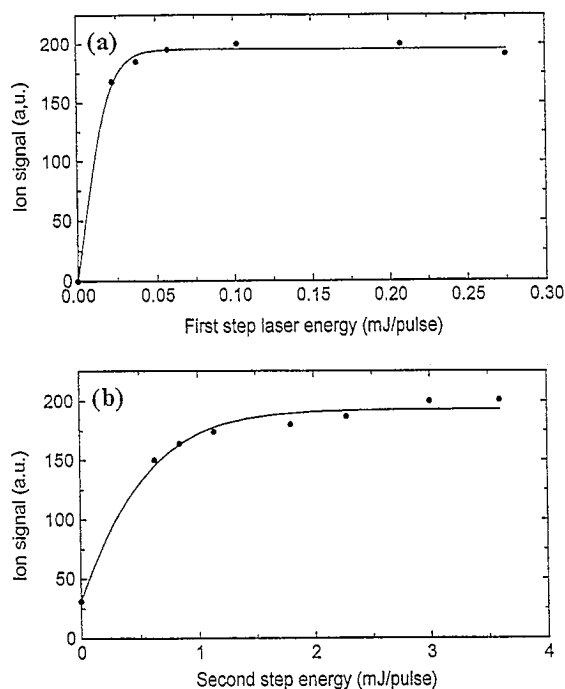 (a)
200
150
100
50
0
Ion signal (a,u.)
0.00 0.05 0.10 0.15 0.20 0.25 0.30
First step laser energy (mJ/pulse)
(b)
200
150
100
50
0
Ion signal (a.u.)
0 1 2 3 4
Second step energy (mJ/pulse)